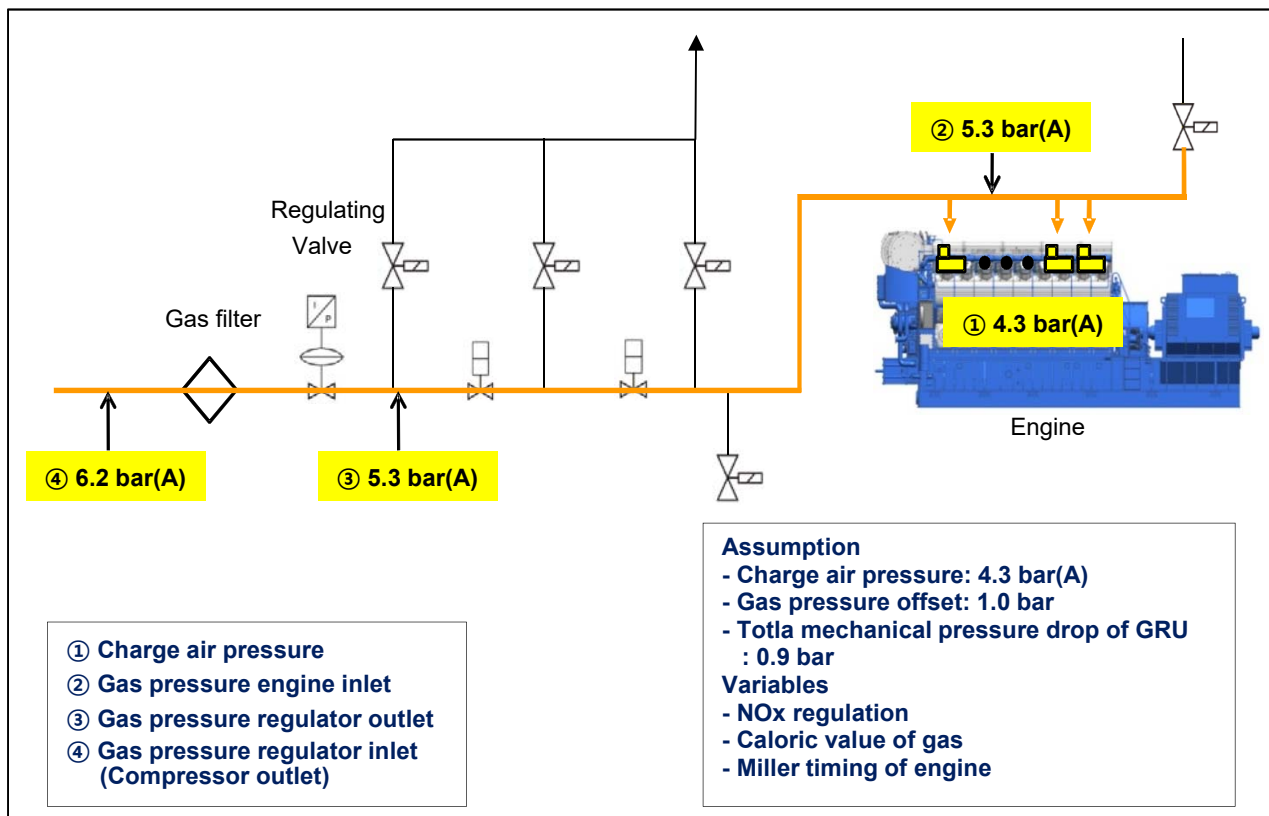 ② 5.3 bar(A)
Regulating
Valve
Gas filter
I
P
① 4.3 bar(A)
Engine
④ 6.2 bar(A)
③ 5.3 bar(A)
① Charge air pressure
② Gas pressure engine inlet
③ Gas pressure regulator outlet
④ Gas pressure regulator inlet
(Compressor outlet)
Assumption
- Charge air pressure: 4.3 bar(A)
- Gas pressure offset: 1.0 bar
- Totla mechanical pressure drop of GRU
: 0.9 bar
Variables
- NOx regulation
- Caloric value of gas
- Miller timing of engine